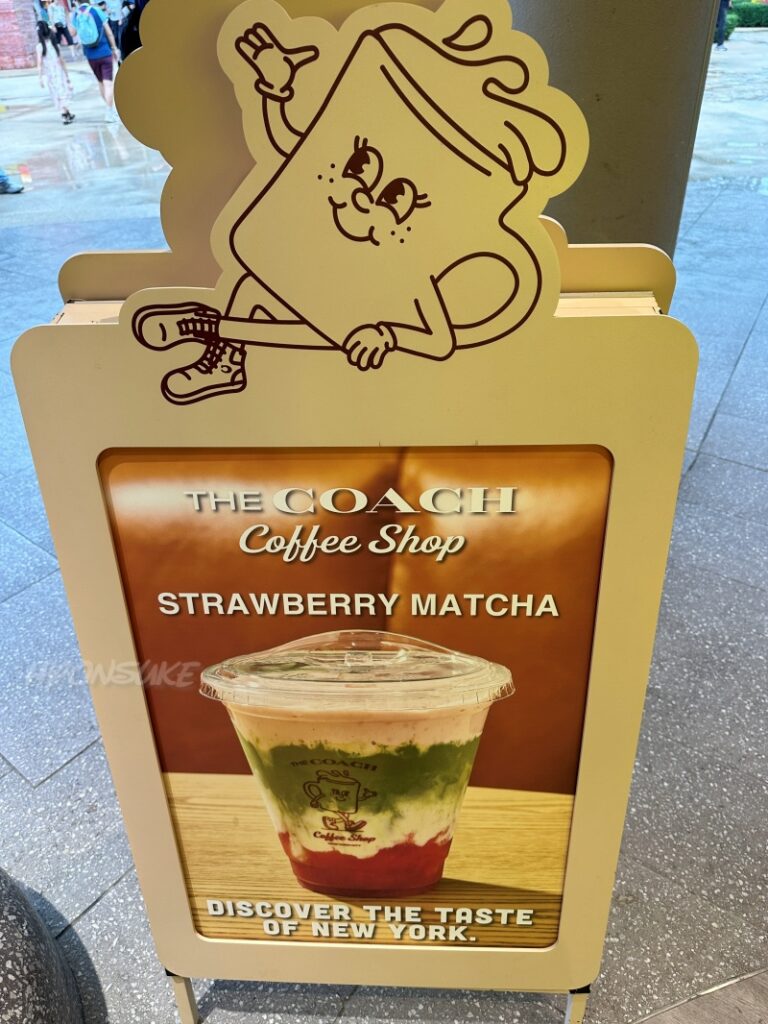 THE COACH
Coffee Shop
STRAWBERRY MATCHA
THE COACH
Coffee Shop
DISCOVER THE TASTE
OF NEW YORK.